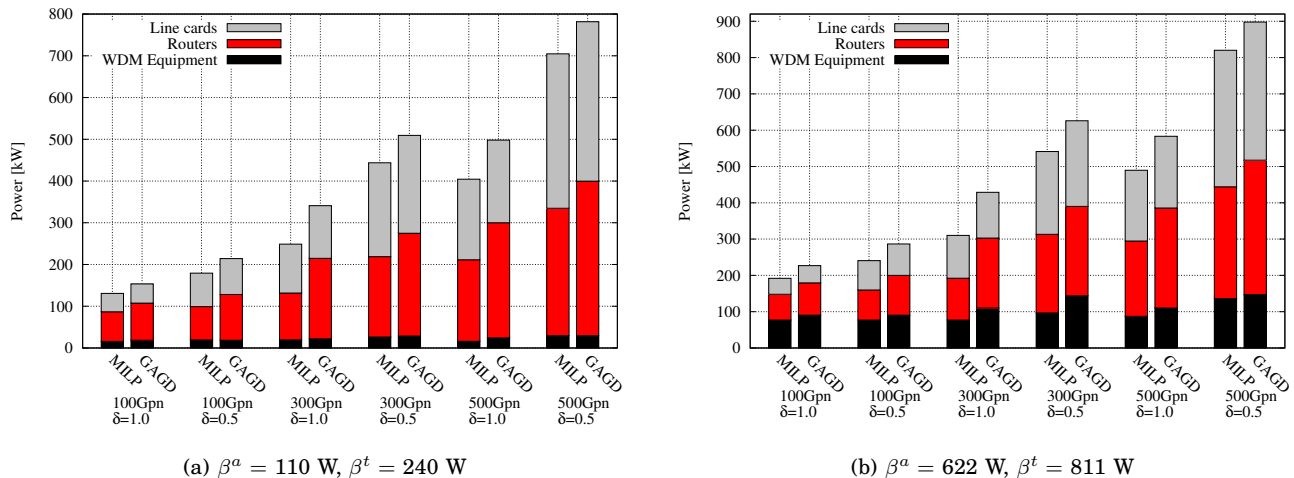 Line cards
Routers
WDM Equipment
Power [kW]
800
700
600
500
400
300
200
100
0
MILP GAGD MILP GAGD MILP GAGD MILP GAGD MILP GAGD MILP GAGD
100Gpn 100Gpn 300Gpn 300Gpn 500Gpn 500Gpn
δ=1.0 δ=0.5 δ=1.0 δ=0.5 δ=1.0 δ=0.5
(a) βᵃ = 110 W, βᵗ = 240 W
Line cards
Routers
WDM Equipment
Power [kW]
900
800
700
600
500
400
300
200
100
0
MILP GAGD MILP GAGD MILP GAGD MILP GAGD MILP GAGD MILP GAGD
100Gpn 100Gpn 300Gpn 300Gpn 500Gpn 500Gpn
δ=1.0 δ=0.5 δ=1.0 δ=0.5 δ=1.0 δ=0.5
(b) βᵃ = 622 W, βᵗ = 811 W